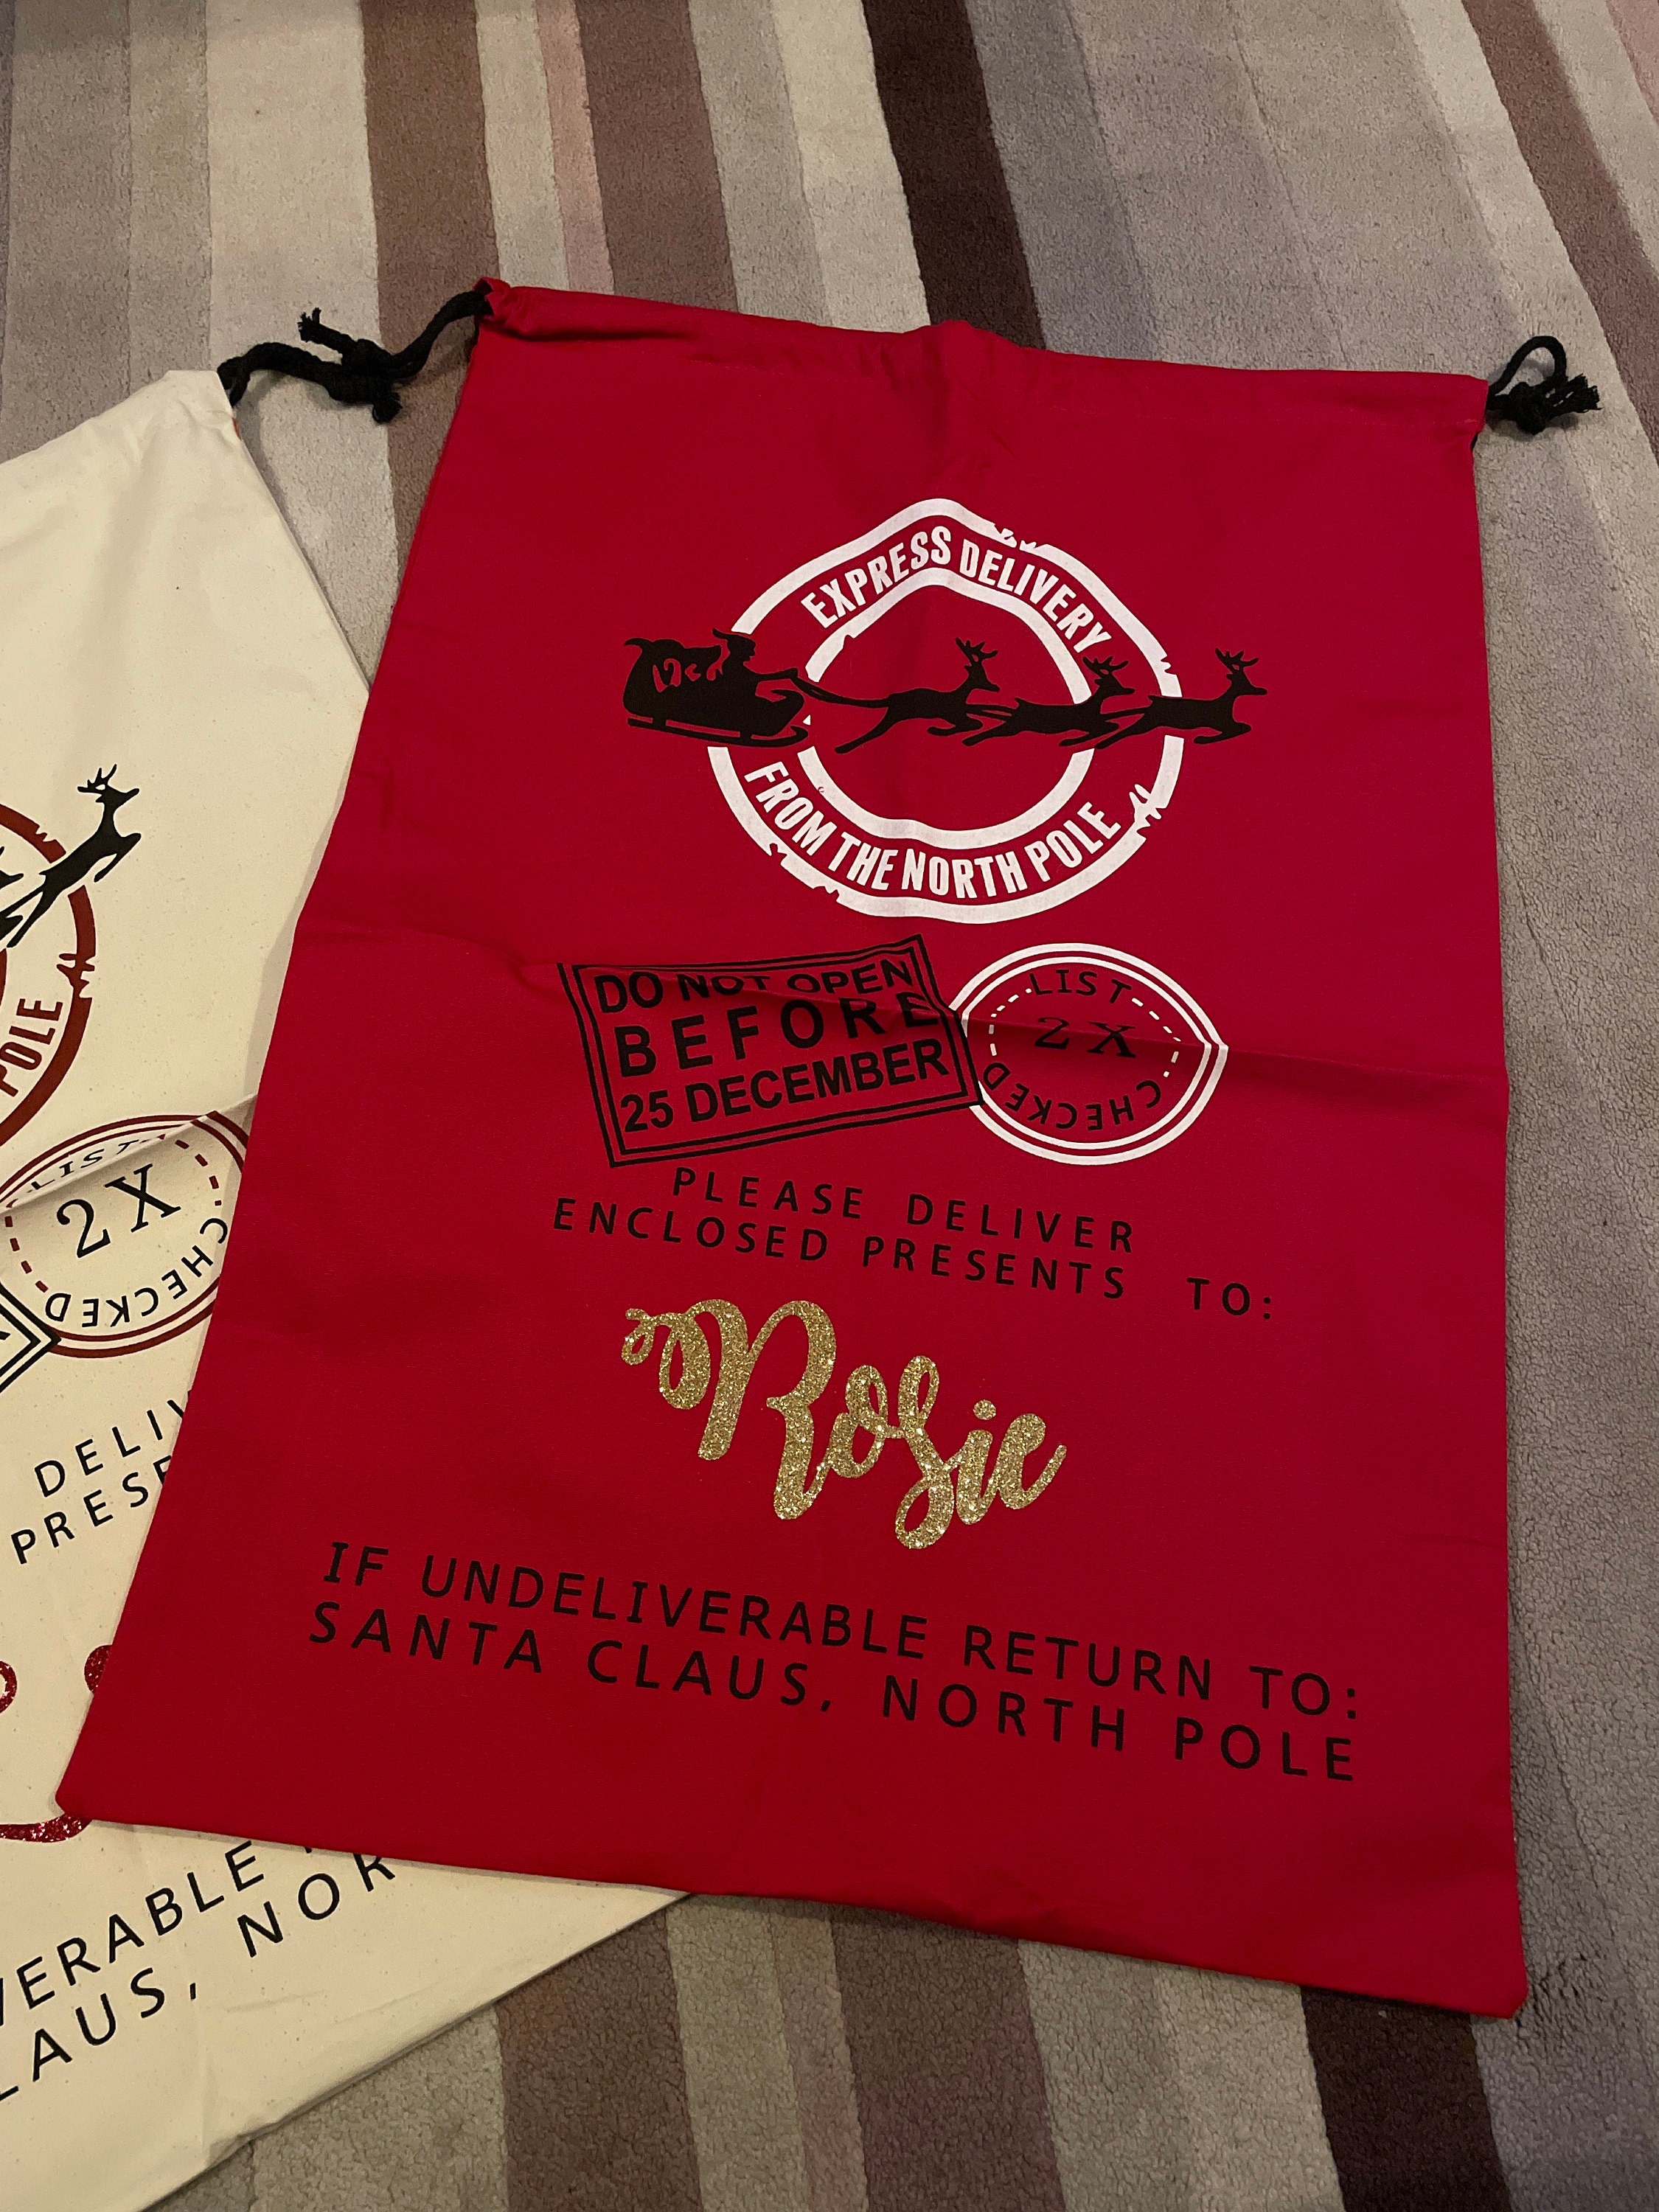 EXPRESS DELIVERY
FROM THE NORTH POLE
DO NOT OPEN
BEFORE
25 DECEMBER
LIST
2X
CHECKED
PLEASE DELIVER
ENCLOSED PRESENTS TO:
Rosie
IF UNDELIVERABLE RETURN TO:
SANTA CLAUS, NORTH POLE
POLE
LIST
2X
CHECKED
DELIV
PRESE
VERABLE
LAUS, NOR